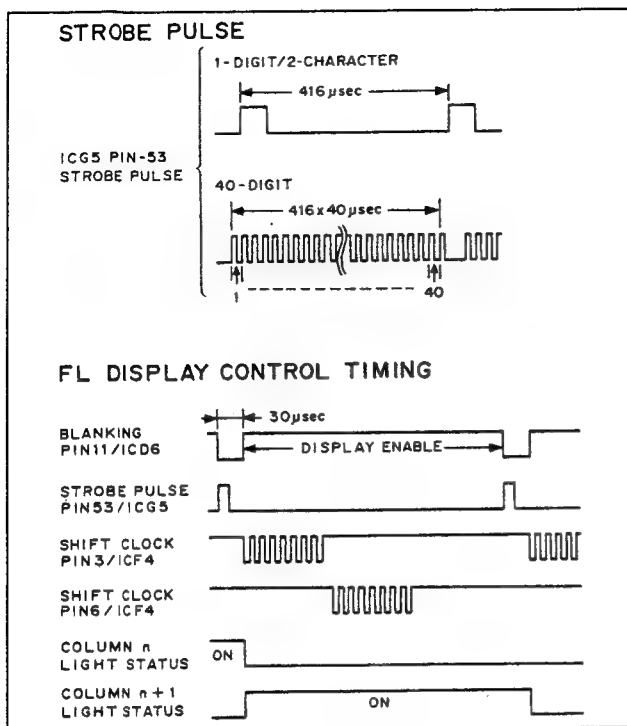 STROBE PULSE
1-DIGIT/2-CHARACTER
416µsec
ICG5 PIN-53
STROBE PULSE
40-DIGIT
416x40µsec
1
40
FL DISPLAY CONTROL TIMING
30µsec
BLANKING
PIN11/ICD6
DISPLAY ENABLE
STROBE PULSE
PIN53/ICG5
SHIFT CLOCK
PIN3/ICF4
SHIFT CLOCK
PIN6/ICF4
COLUMN n
LIGHT STATUS
ON
COLUMN n+1
LIGHT STATUS
ON